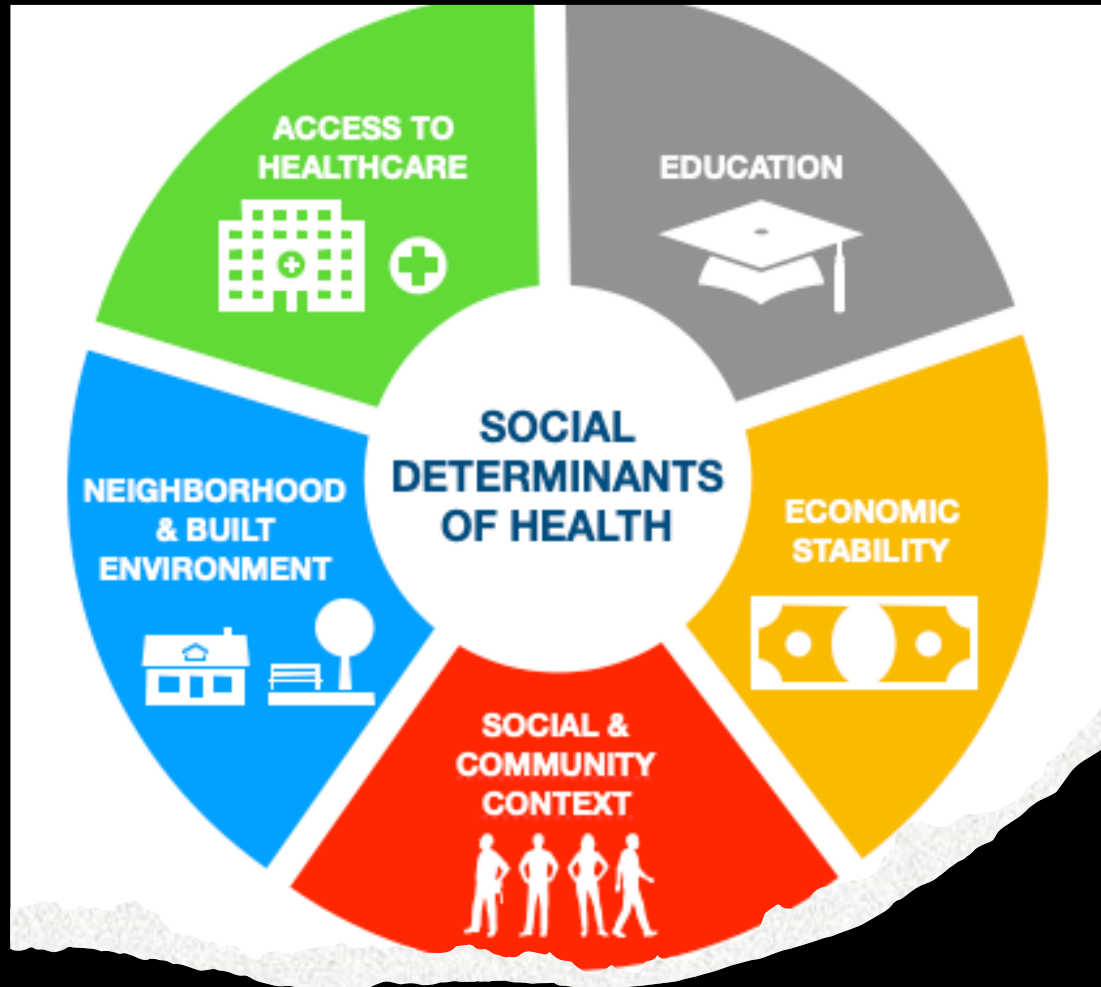 ACCESS TO
HEALTHCARE
EDUCATION
SOCIAL
DETERMINANTS
OF HEALTH
NEIGHBORHOOD
& BUILT
ENVIRONMENT
ECONOMIC
STABILITY
SOCIAL &
COMMUNITY
CONTEXT